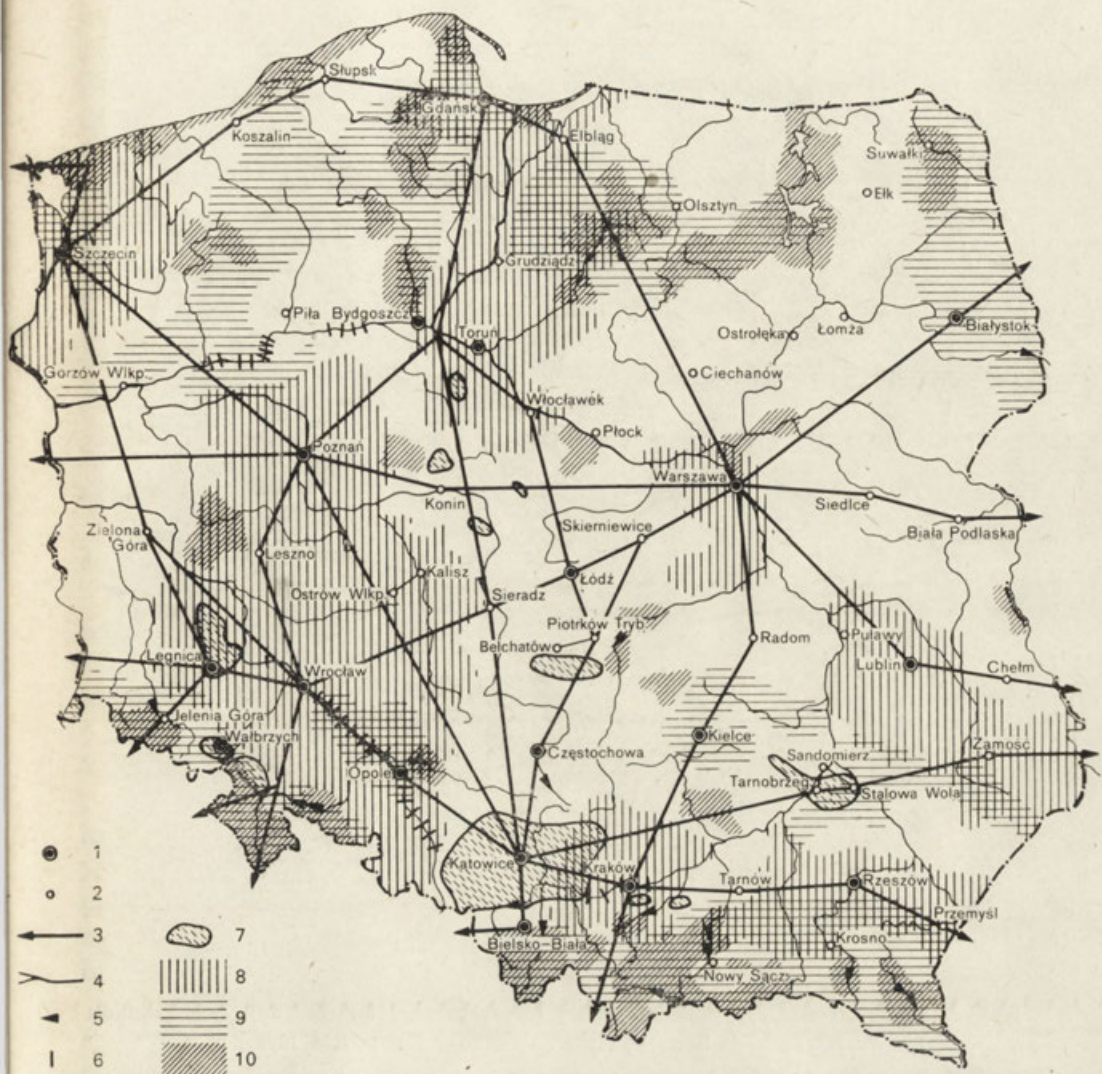 Słupsk
Gdańsk
Koszalin
Elbląg
Suwałki
Ełk
Olsztyn
Szczecin
Grudziądz
Piła
Bydgoszcz
Toruń
Ostrołęka
Łomża
Białystok
Gorzów Wlkp.
Ciechanów
Włocławek
Płock
Poznań
Warszawa
Konin
Siedlce
Skierniewice
Biała Podlaska
Zielona
Góra
Leszno
Kalisz
Łódź
Ostrów Wlkp.
Sieradz
Piotrków Tryb.
Bełchatów
Radom
Puławy
Lublin
Chełm
Legnica
Wrocław
Jelenia Góra
Wałbrzych
Kielce
Częstochowa
Sandomierz
Zamość
Opole
Tarnobrzeg
Stalowa Wola
1
Katowice
Kraków
Tarnów
Rzeszów
2
Przemyśl
3
7
Bielsko-Biała
Krosno
4
8
Nowy Sącz
5
9
6
10